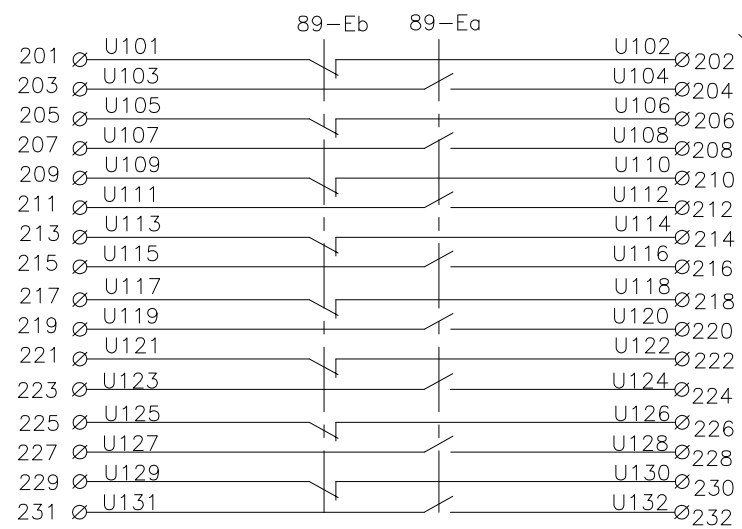 89-Eb 89-Ea
201 U101 U102 202
203 U103 U104 204
205 U105 U106 206
207 U107 U108 208
209 U109 U110 210
211 U111 U112 212
213 U113 U114 214
215 U115 U116 216
217 U117 U118 218
219 U119 U120 220
221 U121 U122 222
223 U123 U124 224
225 U125 U126 226
227 U127 U128 228
229 U129 U130 230
231 U131 U132 232